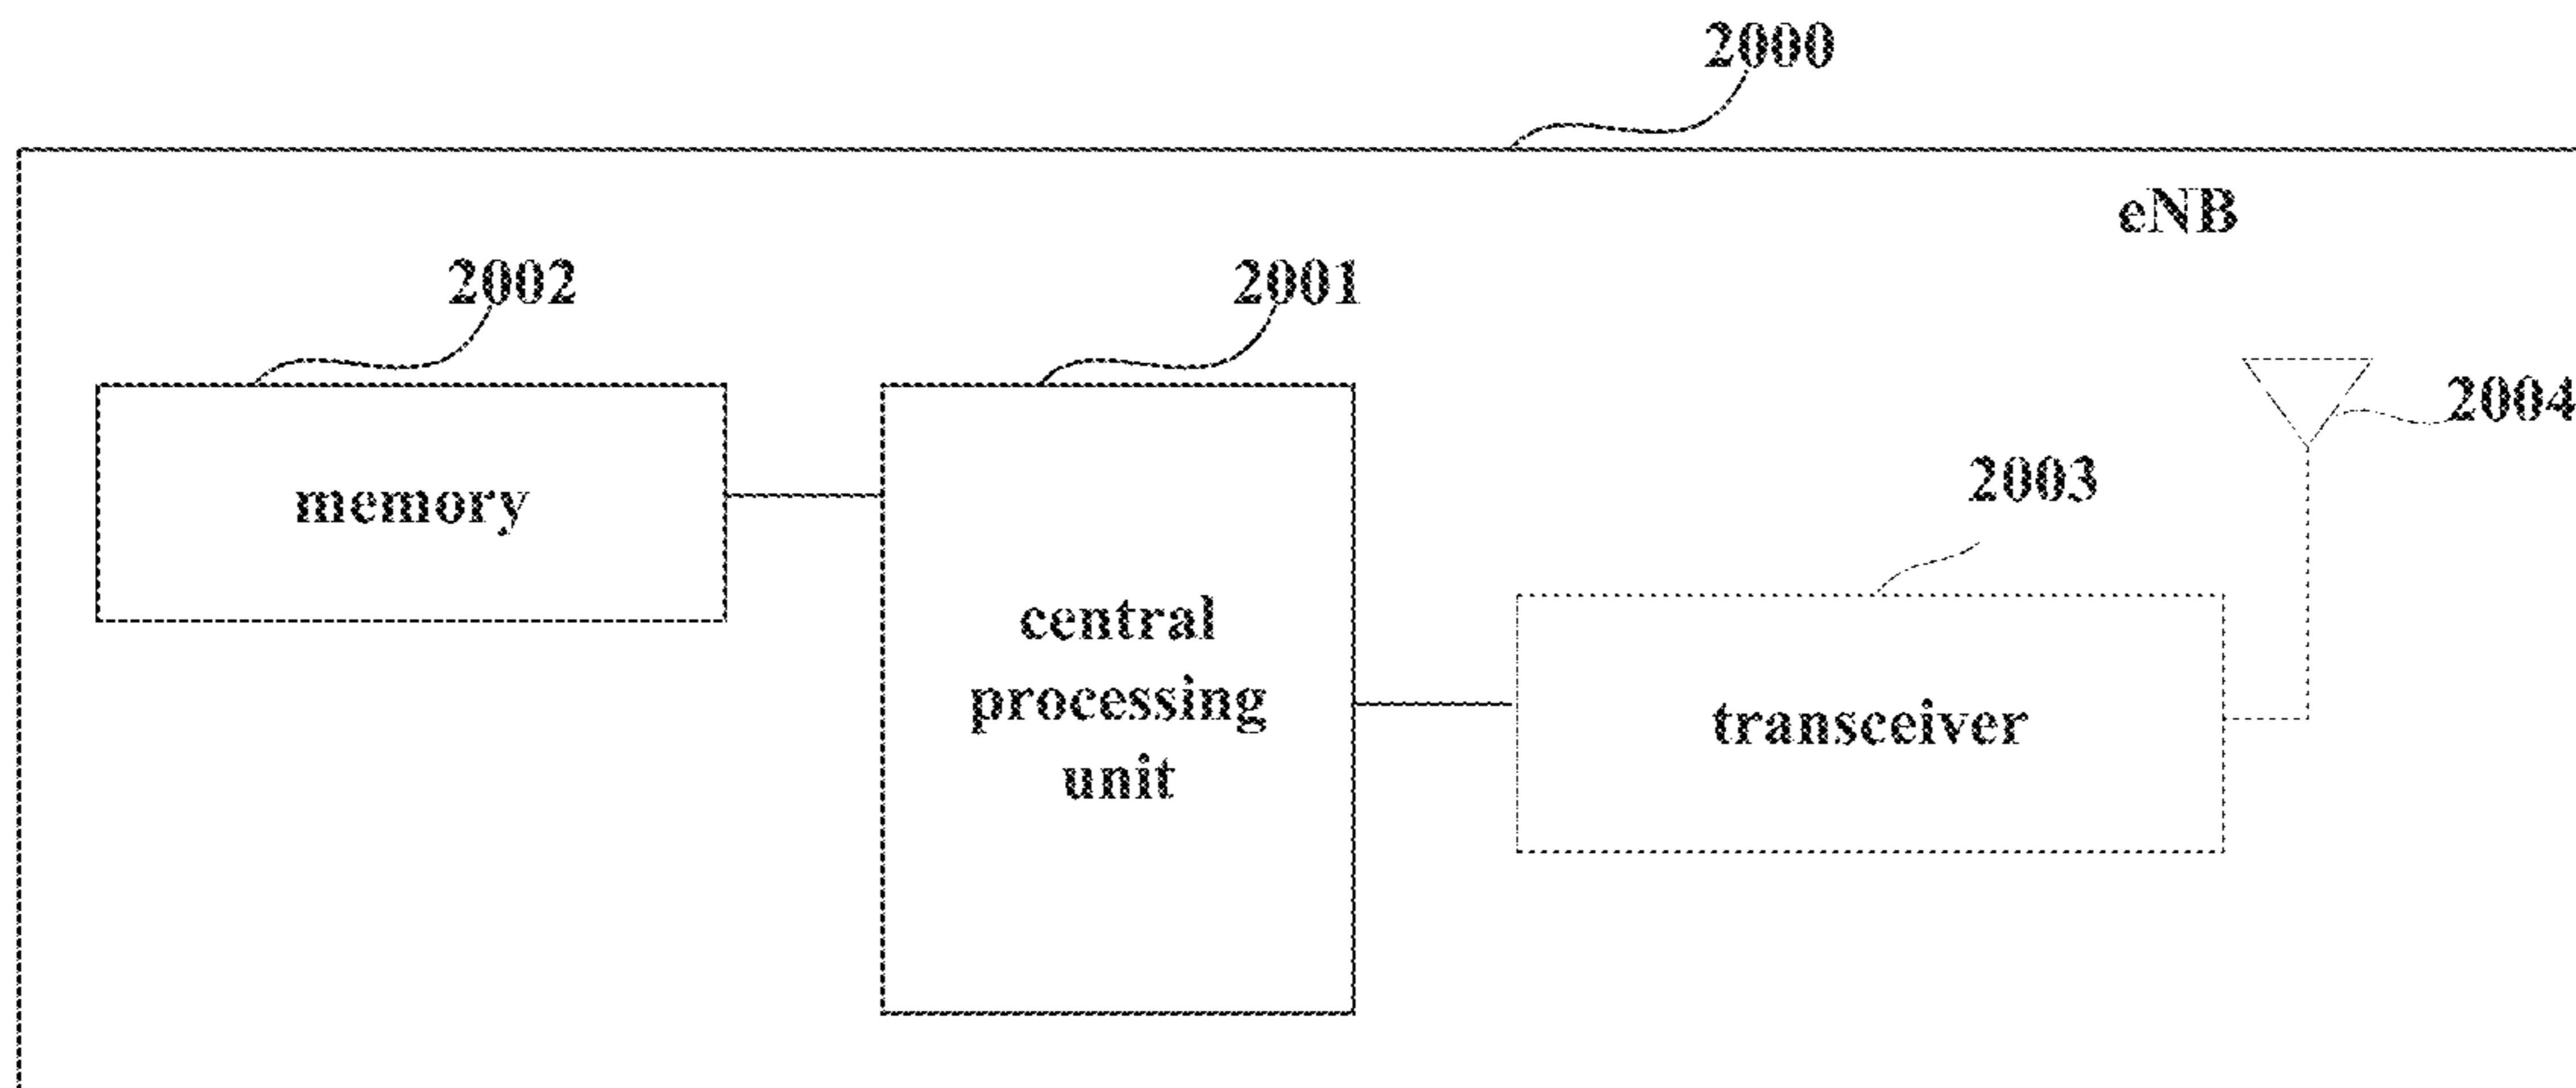 2000
eNB
2002
2001
2004
2003
memory
central
processing
unit
transceiver